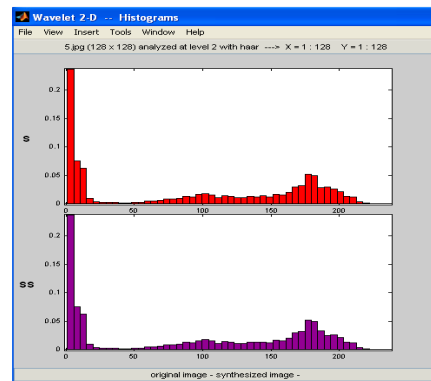 Wavelet 2-D -- Histograms
File View Insert Tools Window Help
5.jpg (128 x 128) analyzed at level 2 with haar ---> X = 1 : 128 Y = 1 : 128
0.2
0.15
S
0.1
0.05
0
0 50 100 150 200
0.2
0.15
SS
0.1
0.05
0
0 50 100 150 200
original image - synthesized image -